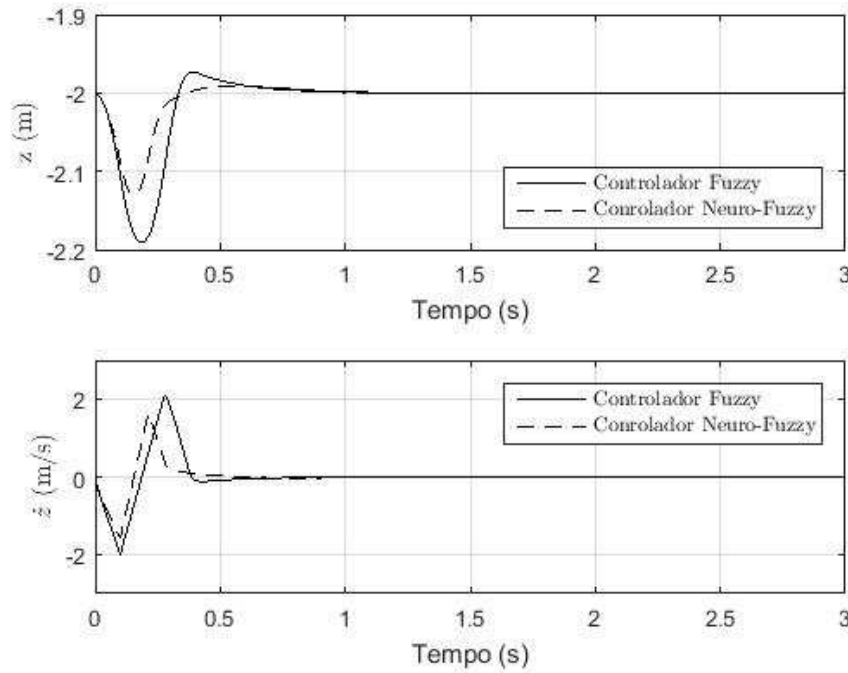 -1.9
-2
-2.1
-2.2
z (m)
Controlador Fuzzy
Conrolador Neuro-Fuzzy
0 0.5 1 1.5 2 2.5 3
Tempo (s)
2
0
-2
ż (m/s)
Controlador Fuzzy
Conrolador Neuro-Fuzzy
0 0.5 1 1.5 2 2.5 3
Tempo (s)